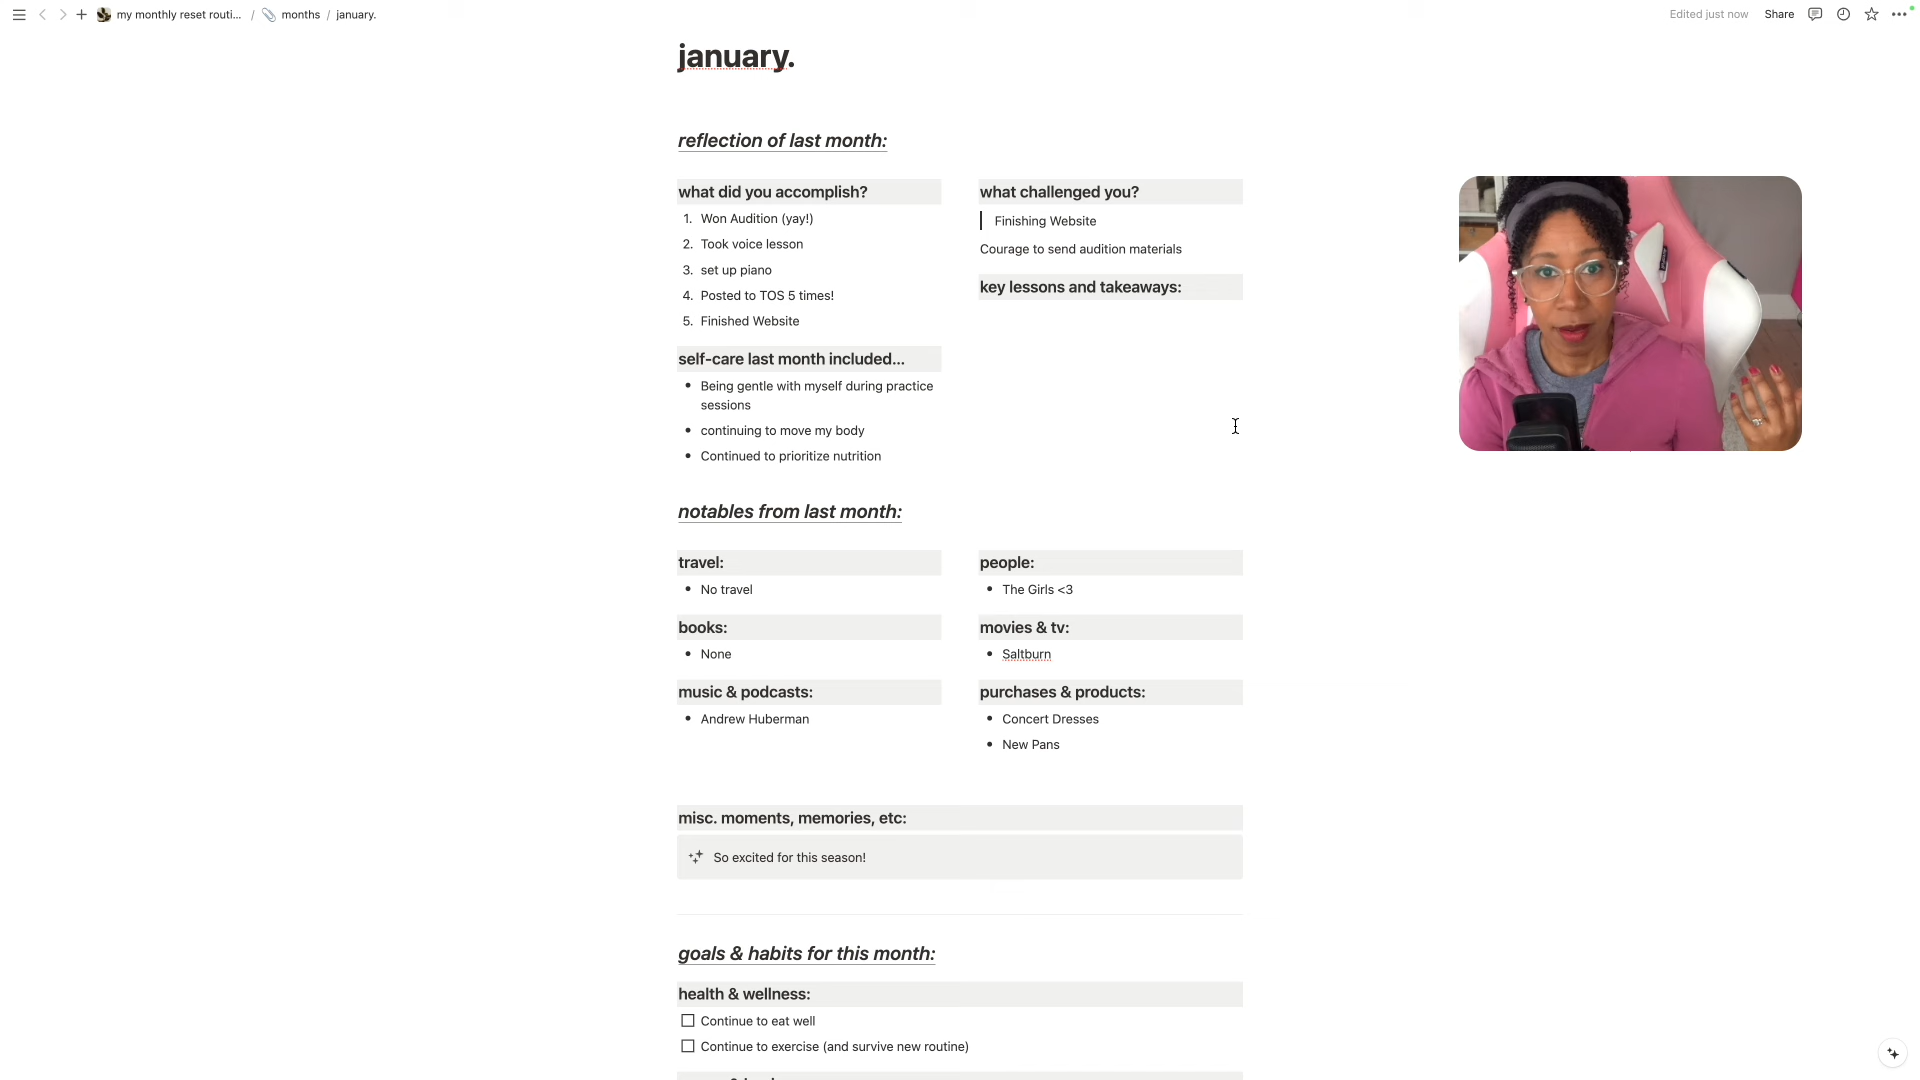 my monthly reset routi... / months / january.
Edited just now Share
january.
reflection of last month:
what did you accomplish?
1. Won Audition (yay!)
2. Took voice lesson
3. set up piano
4. Posted to TOS 5 times!
5. Finished Website
self-care last month included...
• Being gentle with myself during practice
sessions
• continuing to move my body
• Continued to prioritize nutrition
what challenged you?
Finishing Website
Courage to send audition materials
key lessons and takeaways:
notables from last month:
travel:
• No travel
books:
• None
music & podcasts:
• Andrew Huberman
people:
• The Girls <3
movies & tv:
• Saltburn
purchases & products:
• Concert Dresses
• New Pans
misc. moments, memories, etc:
So excited for this season!
goals & habits for this month:
health & wellness:
Continue to eat well
Continue to exercise (and survive new routine)